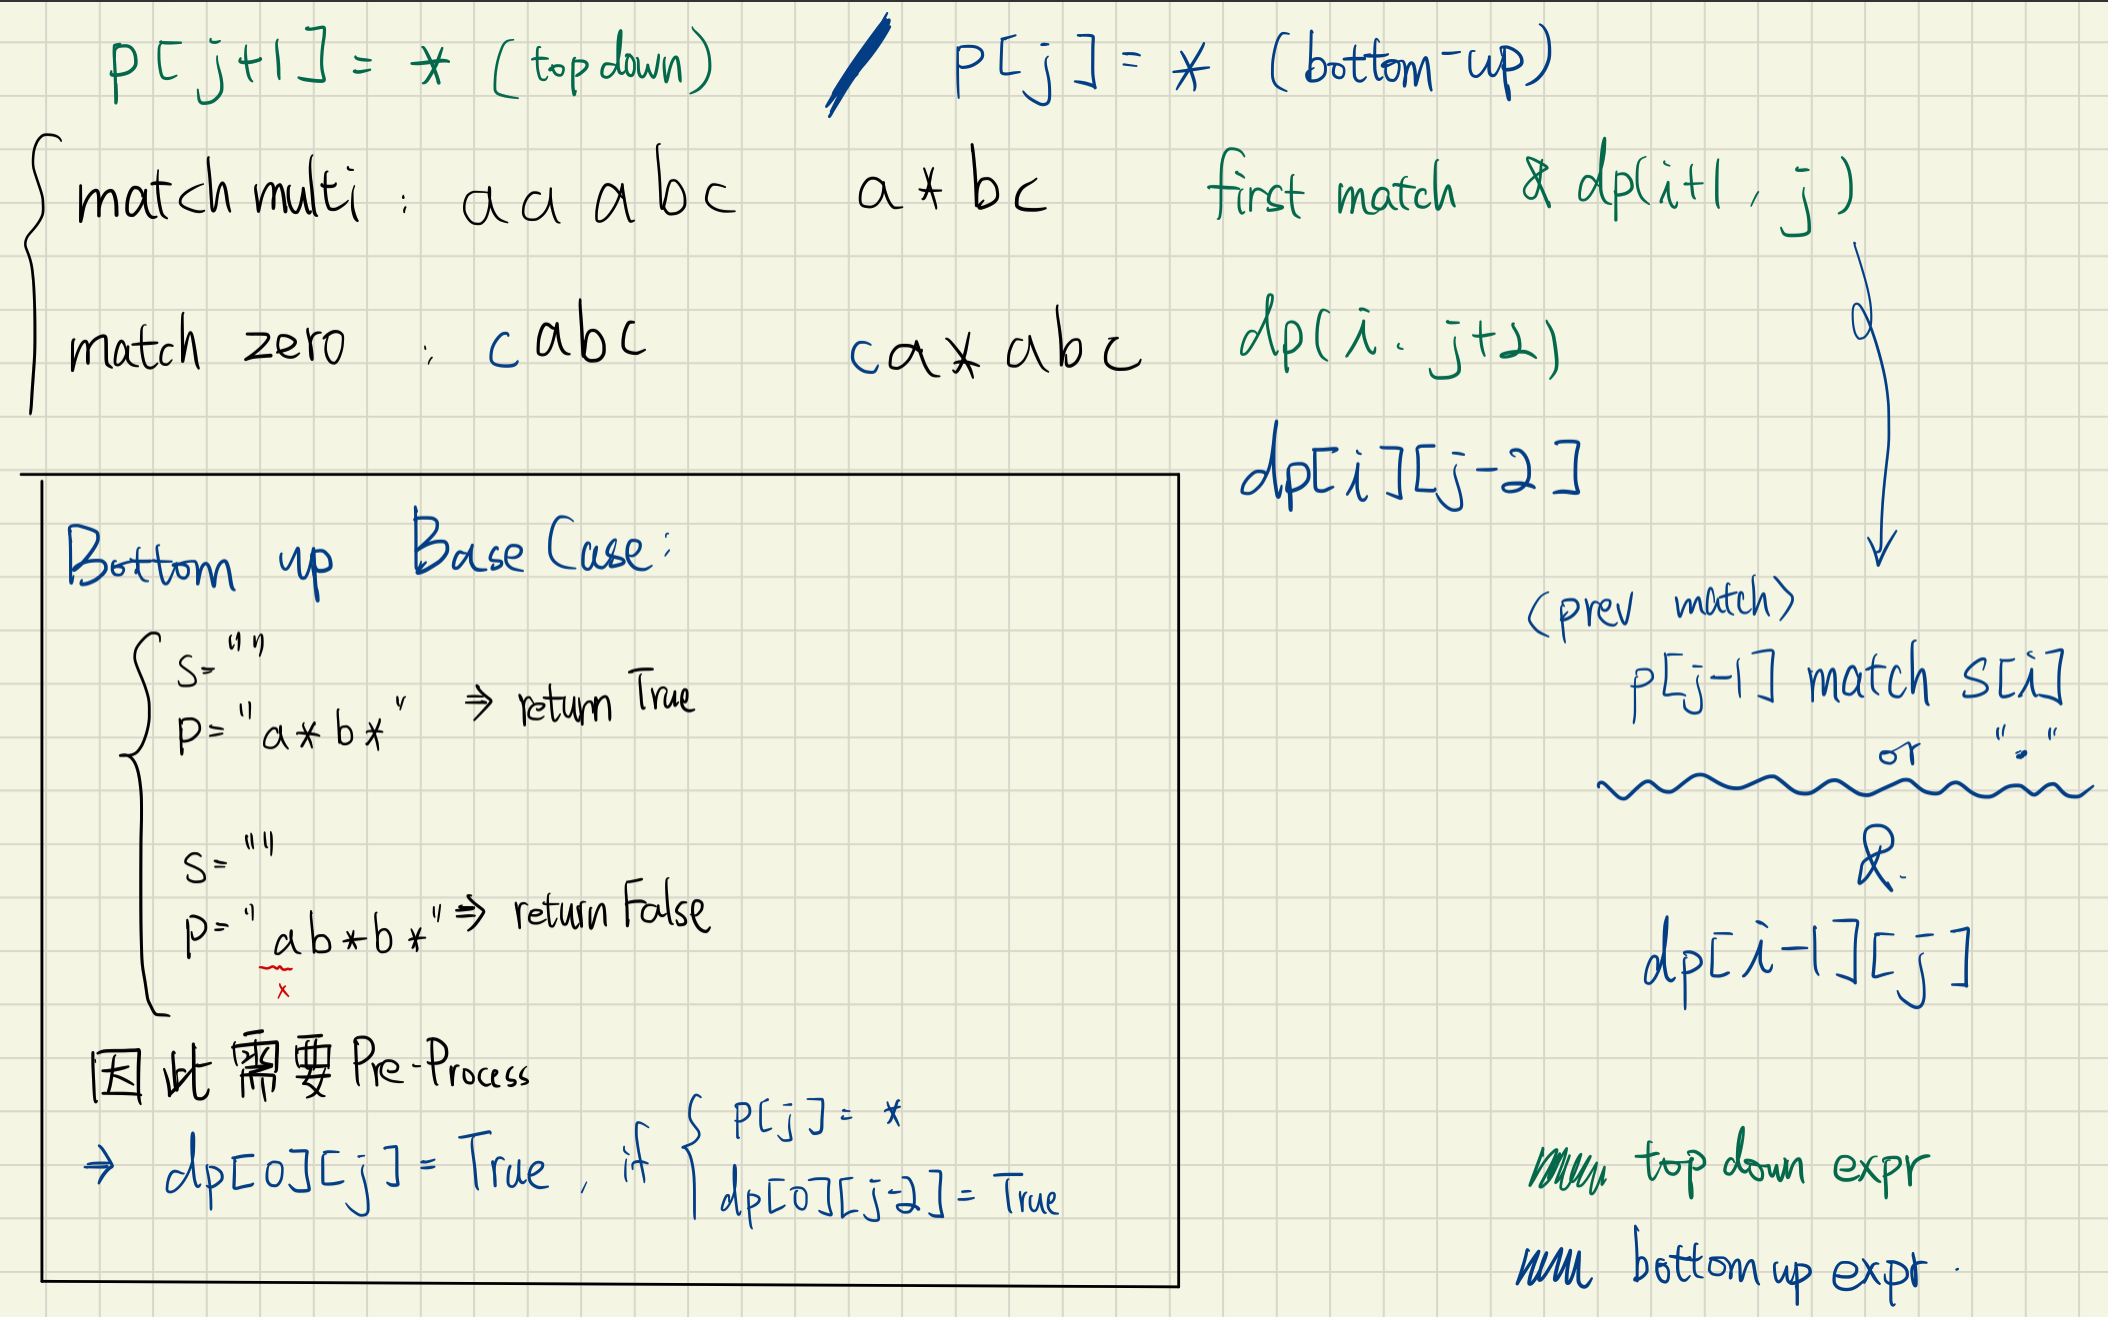 p[j+1] = * (top down) / p[j] = * (bottom-up)
match multi : aaabc a*bc first match & dp(i+1, j)
match zero : cabc ca*abc dp(i. j+2)
dp[i][j-2]
(prev match)
p[j-1] match s[i]
or "."
&.
dp[i-1][j]
Bottom up Base Case:
S= ""
P= "a*b*" ⇒ return True
S= ""
P= "ab*b*" ⇒ return False
x
因此需要 Pre-Process
→ dp[0][j] = True, if { P[j] = *
dp[0][j-2] = True
top down expr
bottom up expr.